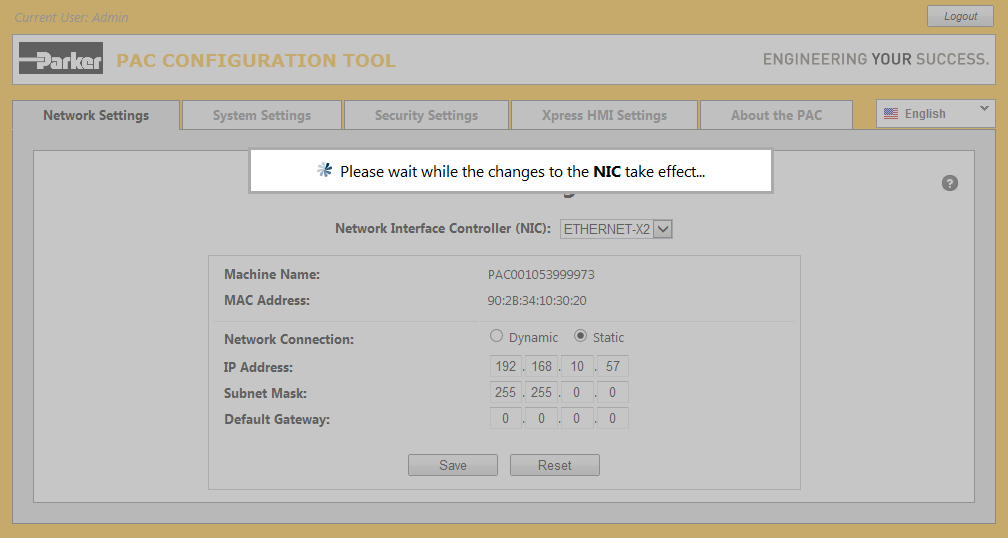 Current User: Admin
Logout
Parker
PAC CONFIGURATION TOOL
ENGINEERING YOUR SUCCESS.
Network Settings
System Settings
Security Settings
Xpress HMI Settings
About the PAC
English
Please wait while the changes to the NIC take effect...
?
Network Interface Controller (NIC): ETHERNET-X2
Machine Name: PAC001053999973
MAC Address: 90:2B:34:10:30:20
Network Connection: Dynamic Static
IP Address: 192 . 168 . 10 . 57
Subnet Mask: 255 . 255 . 0 . 0
Default Gateway: 0 . 0 . 0 . 0
Save Reset